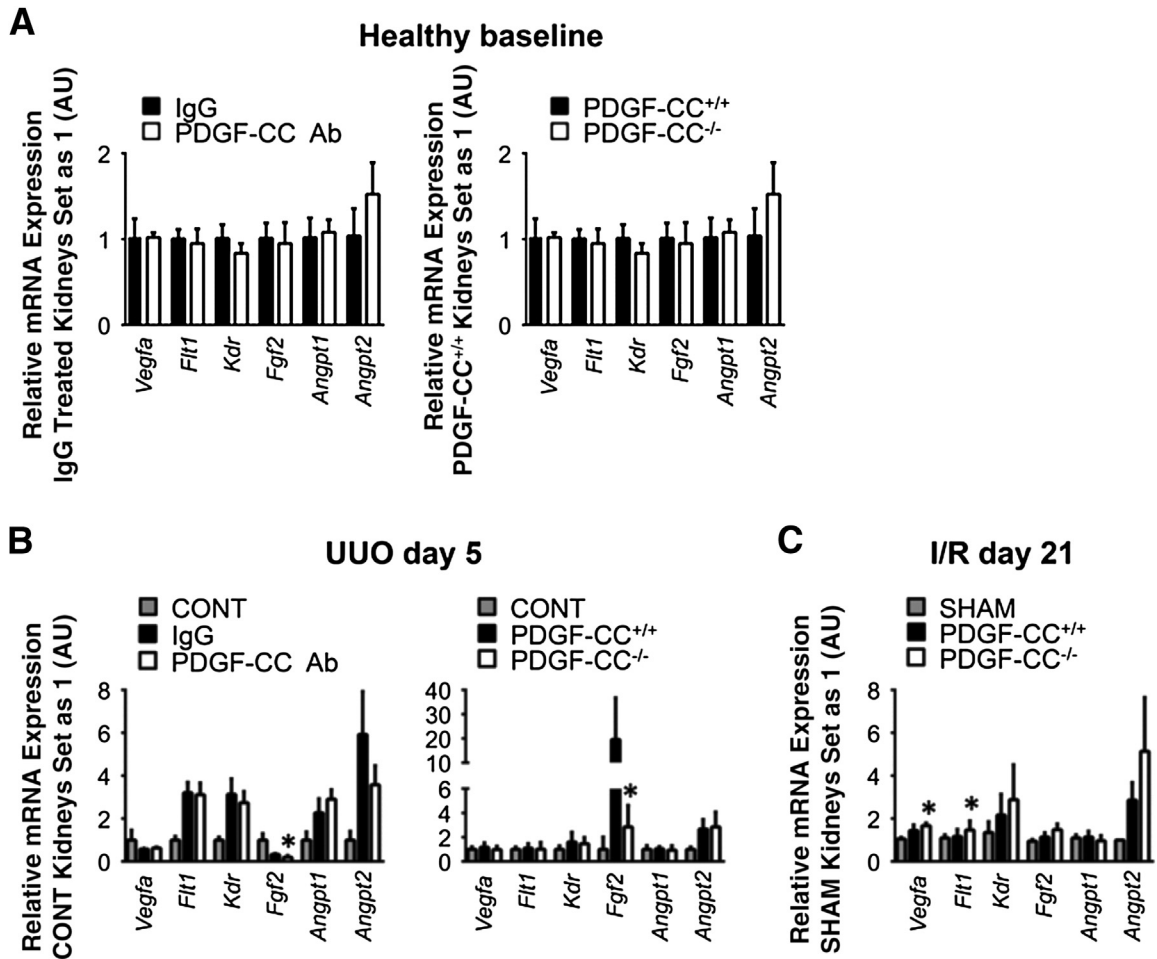 A
Healthy baseline
Relative mRNA Expression
IgG Treated Kidneys Set as 1 (AU)
IgG
PDGF-CC Ab
2
1
0
Vegfa
Flt1
Kdr
Fgf2
Angpt1
Angpt2
Relative mRNA Expression
PDGF-CC+/+ Kidneys Set as 1 (AU)
PDGF-CC+/+
PDGF-CC-/-
2
1
0
Vegfa
Flt1
Kdr
Fgf2
Angpt1
Angpt2
B
UUO day 5
Relative mRNA Expression
CONT Kidneys Set as 1 (AU)
CONT
IgG
PDGF-CC Ab
8
6
4
2
0
*
Vegfa
Flt1
Kdr
Fgf2
Angpt1
Angpt2
CONT
PDGF-CC+/+
PDGF-CC-/-
40
30
20
10
6
4
2
0
*
Vegfa
Flt1
Kdr
Fgf2
Angpt1
Angpt2
C
I/R day 21
Relative mRNA Expression
SHAM Kidneys Set as 1 (AU)
SHAM
PDGF-CC+/+
PDGF-CC-/-
8
6
4
2
0
*
*
Vegfa
Flt1
Kdr
Fgf2
Angpt1
Angpt2